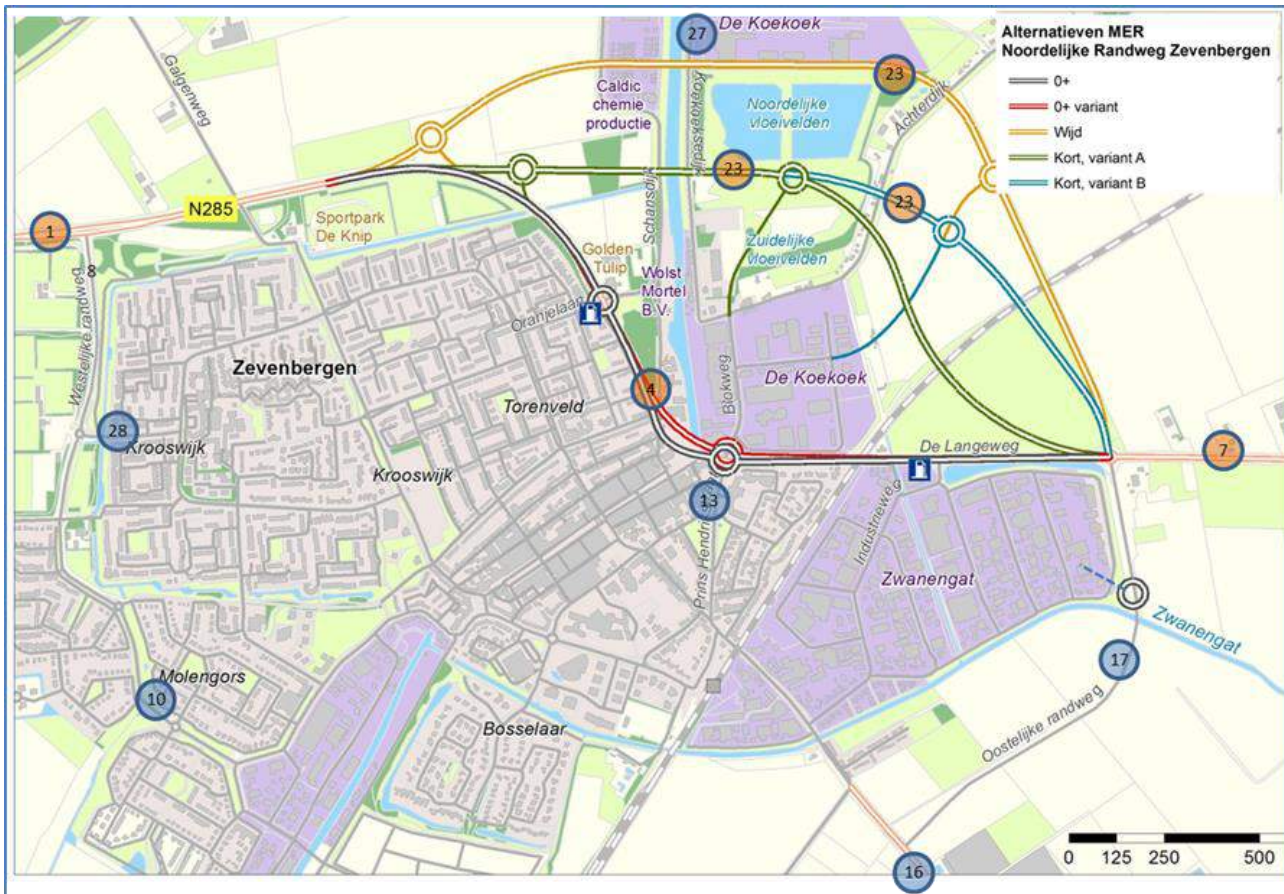 De Koekoek
27
Alternatieven MER
Noordelijke Randweg Zevenbergen
0+
0+ variant
Wijd
Kort, variant A
Kort, variant B
Galgenweg
Caldic
chemie
productie
Koekoeksedijk
Noordelijke
vloeivelden
23
Achterdijk
23
23
N285
1
Sportpark
De Knip
Schansdijk
Golden
Tulip
Zuidelijke
vloeivelden
Wolst
Mortel
B.V.
8
Westelijke randweg
Oranjelaan
Zevenbergen
Blokweg
De Koekoek
4
Torenveld
28
Krooswijk
Krooswijk
De Langeweg
7
13
Prins Hendri
Industrieweg
Zwanengat
Zwanengat
17
Molengors
10
Bosselaar
Oostelijke randweg
16
0 125 250 500